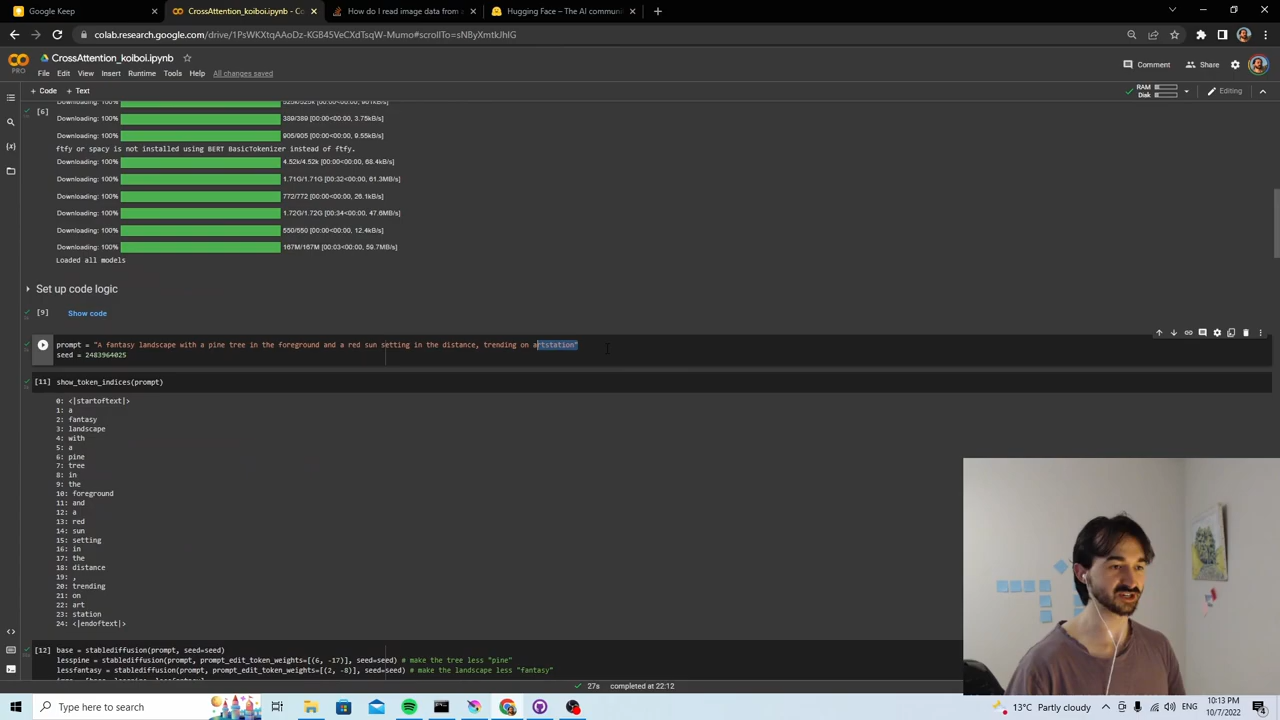 Google Keep
CrossAttention_koiboi.ipynb - Co
How do I read image data from a
Hugging Face – The AI communi
colab.research.google.com/drive/1PsWKXtqAAoDz-KGB45VeCXdTsqW-Mumo#scrollTo=sNByXmtkJhlG
CO
PRO
CrossAttention_koiboi.ipynb
File Edit View Insert Runtime Tools Help All changes saved
Comment
Share
+ Code + Text
RAM
Disk
Editing
[6]
Downloading: 100% 389/389 [00:00<00:00, 3.75kB/s]
Downloading: 100% 905/905 [00:00<00:00, 9.55kB/s]
ftfy or spacy is not installed using BERT BasicTokenizer instead of ftfy.
Downloading: 100% 4.52k/4.52k [00:00<00:00, 68.4kB/s]
Downloading: 100% 1.71G/1.71G [00:32<00:00, 61.3MB/s]
Downloading: 100% 772/772 [00:00<00:00, 26.1kB/s]
Downloading: 100% 1.72G/1.72G [00:34<00:00, 47.6MB/s]
Downloading: 100% 550/550 [00:00<00:00, 12.4kB/s]
Downloading: 100% 167M/167M [00:03<00:00, 59.7MB/s]
Loaded all models
Set up code logic
[9] Show code
prompt = "A fantasy landscape with a pine tree in the foreground and a red sun setting in the distance, trending on artstation"
seed = 2483964025
[11] show_token_indices(prompt)
0: <|startoftext|>
1: a
2: fantasy
3: landscape
4: with
5: a
6: pine
7: tree
8: in
9: the
10: foreground
11: and
12: a
13: red
14: sun
15: setting
16: in
17: the
18: distance
19: ,
20: trending
21: on
22: art
23: station
24: <|endoftext|>
[12] base = stablediffusion(prompt, seed=seed)
lesspine = stablediffusion(prompt, prompt_edit_token_weights=[(6, -17)], seed=seed) # make the tree less "pine"
lessfantasy = stablediffusion(prompt, prompt_edit_token_weights=[(2, -8)], seed=seed) # make the landscape less "fantasy"
27s completed at 22:12
Type here to search
13°C Partly cloudy
10:13 PM
10/7/2022